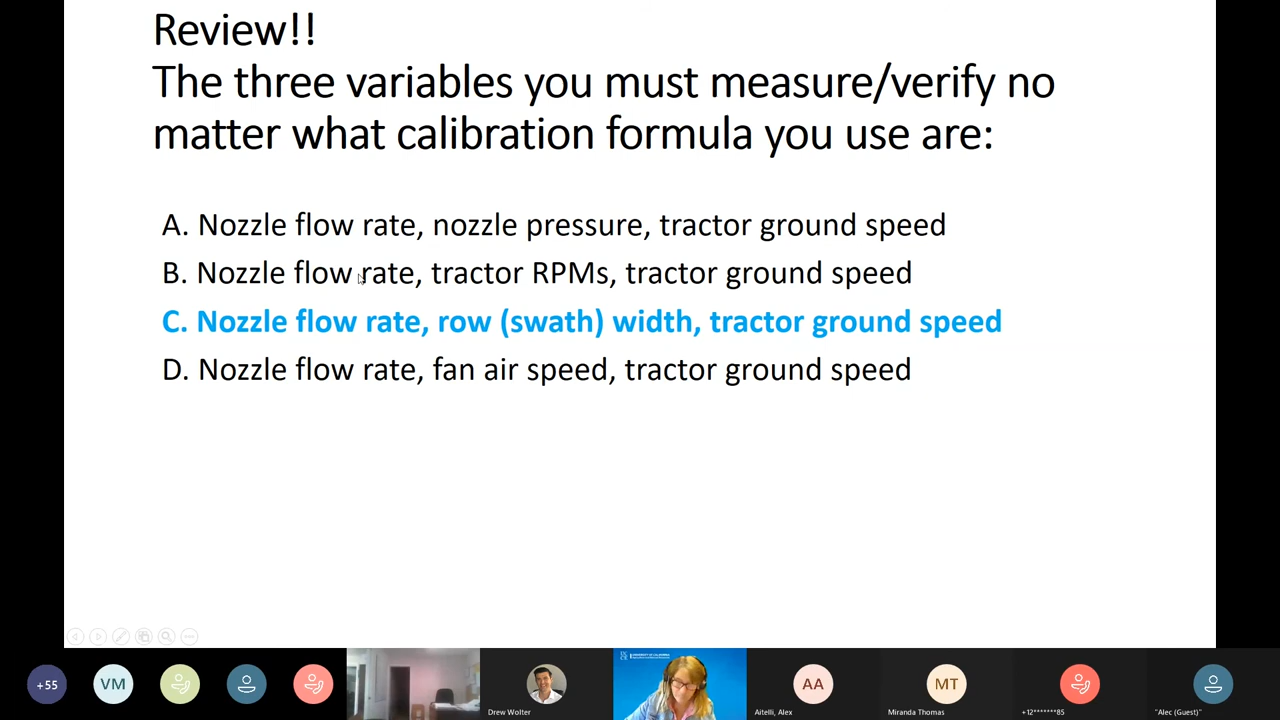 Review!!
The three variables you must measure/verify no
matter what calibration formula you use are:
A. Nozzle flow rate, nozzle pressure, tractor ground speed
B. Nozzle flow rate, tractor RPMs, tractor ground speed
C. Nozzle flow rate, row (swath) width, tractor ground speed
D. Nozzle flow rate, fan air speed, tractor ground speed
+55
VM
AA
MT
Drew Wolter
Aitelli, Alex
Miranda Thomas
+12*******85
"Alec (Guest)"